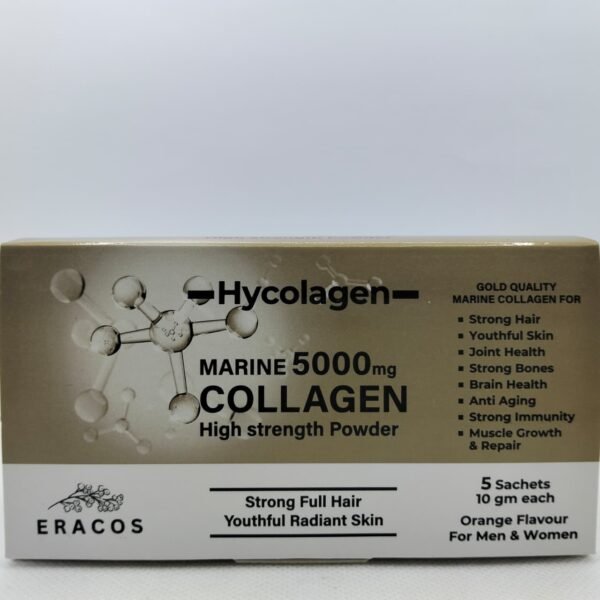 Hycolagen
MARINE 5000mg
COLLAGEN
High strength Powder
GOLD QUALITY
MARINE COLLAGEN FOR
Strong Hair
Youthful Skin
Joint Health
Strong Bones
Brain Health
Anti Aging
Strong Immunity
Muscle Growth
& Repair
ERACOS
Strong Full Hair
Youthful Radiant Skin
5 Sachets
10 gm each
Orange Flavour
For Men & Women